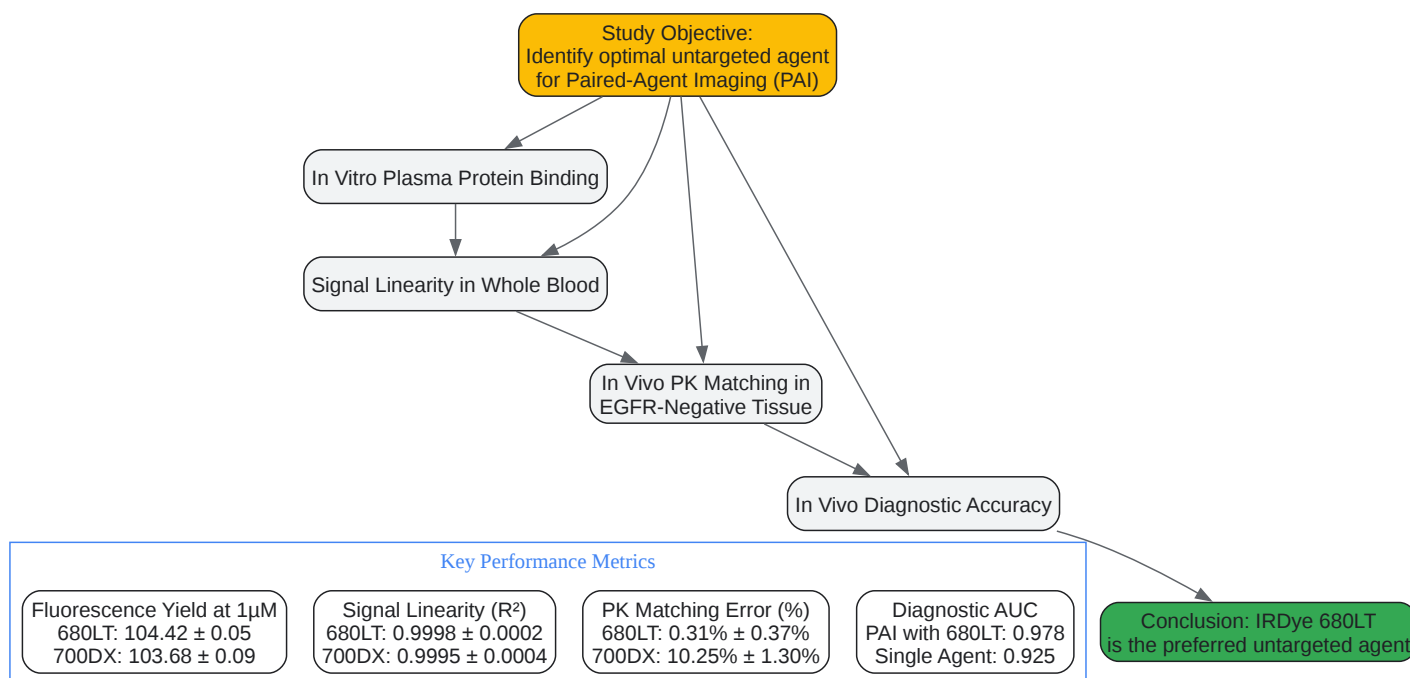 Study Objective:
Identify optimal untargeted agent
for Paired-Agent Imaging (PAI)
In Vitro Plasma Protein Binding
Signal Linearity in Whole Blood
In Vivo PK Matching in
EGFR-Negative Tissue
In Vivo Diagnostic Accuracy
Key Performance Metrics
Fluorescence Yield at 1µM
680LT: 104.42 ± 0.05
700DX: 103.68 ± 0.09
Signal Linearity (R²)
680LT: 0.9998 ± 0.0002
700DX: 0.9995 ± 0.0004
PK Matching Error (%)
680LT: 0.31% ± 0.37%
700DX: 10.25% ± 1.30%
Diagnostic AUC
PAI with 680LT: 0.978
Single Agent: 0.925
Conclusion: IRDye 680LT
is the preferred untargeted agent